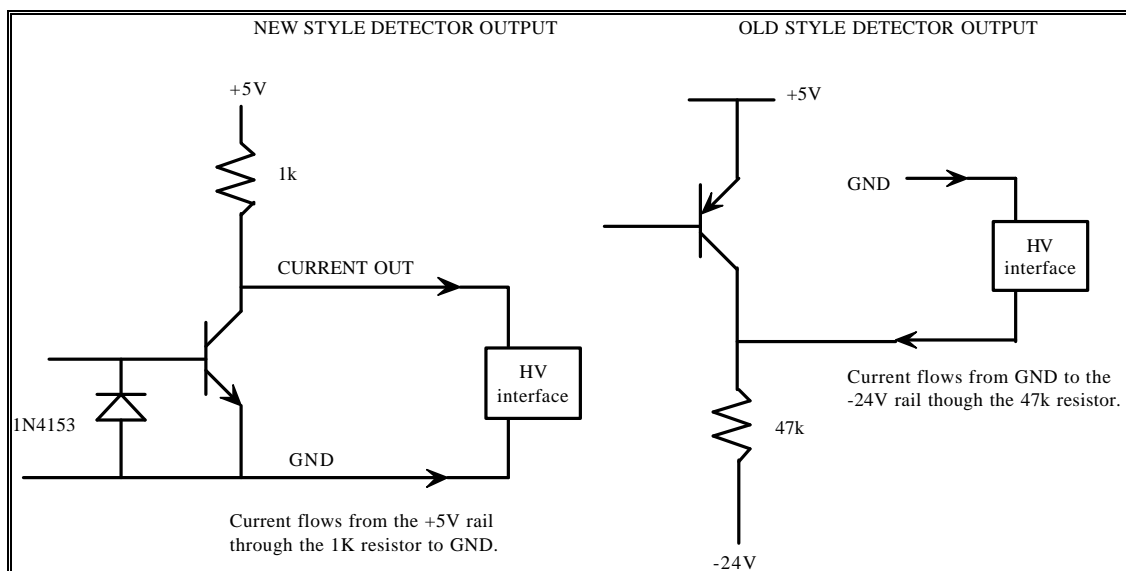 NEW STYLE DETECTOR OUTPUT
OLD STYLE DETECTOR OUTPUT
+5V
1k
CURRENT OUT
HV
interface
1N4153
GND
Current flows from the +5V rail
through the 1K resistor to GND.
+5V
GND
HV
interface
Current flows from GND to the
-24V rail though the 47k resistor.
47k
-24V